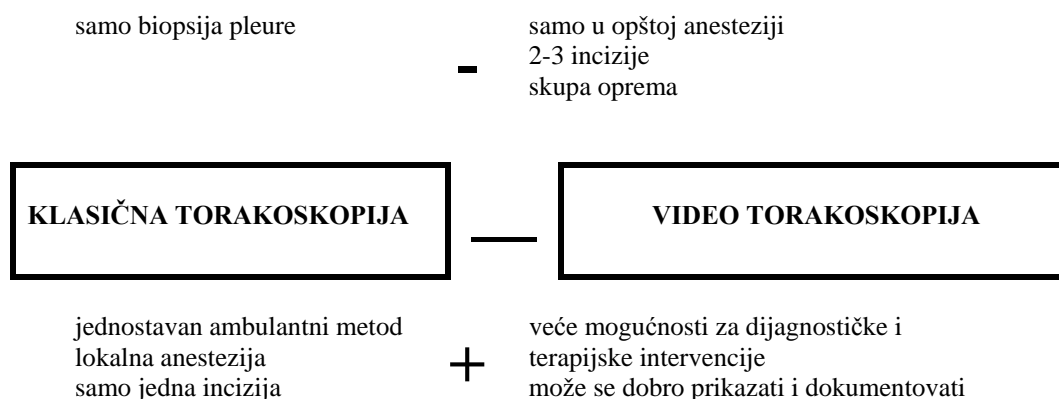 samo biopsija pleure
samo u opštoj anesteziji
2-3 incizije
skupa oprema
-
KLASIČNA TORAKOSKOPIJA
—
VIDEO TORAKOSKOPIJA
jednostavan ambulantni metod
lokalna anestezija
samo jedna incizija
+
veće mogućnosti za dijagnostičke i
terapijske intervencije
može se dobro prikazati i dokumentovati